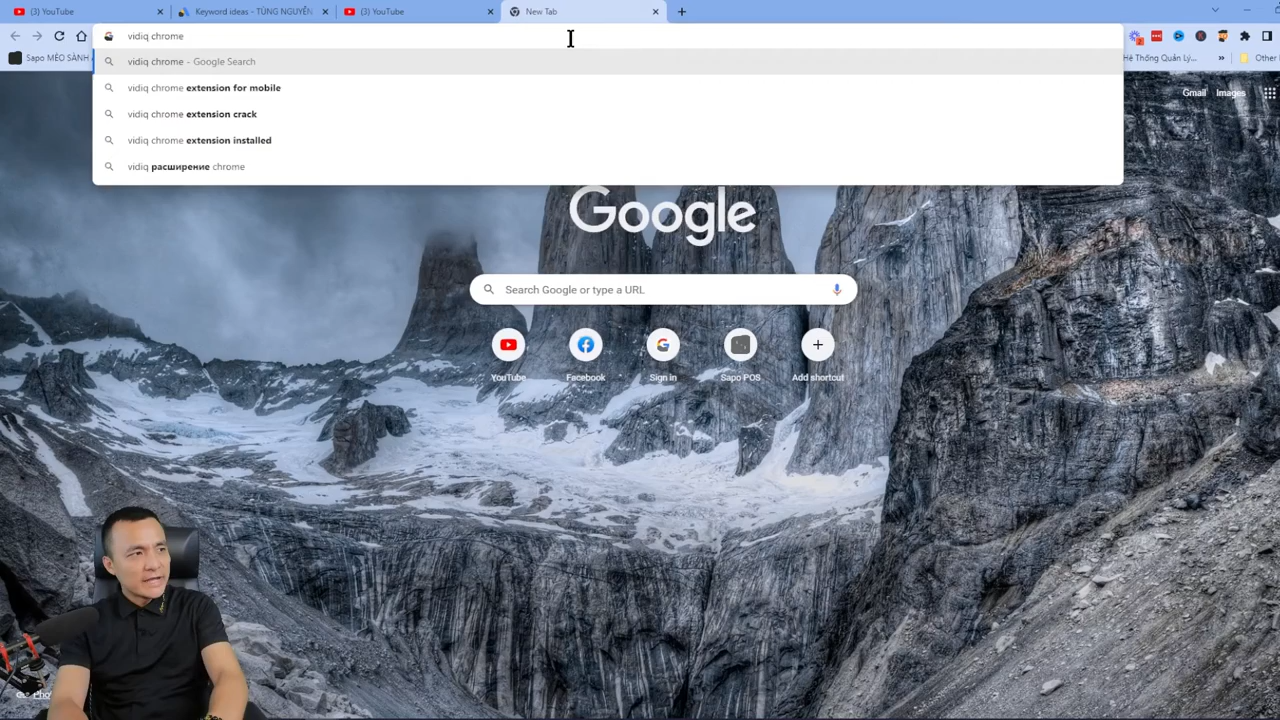 (3) YouTube
Keyword ideas - TÙNG NGUYỄN
(3) YouTube
New Tab
vidiq chrome
Sapo MÈO SÀNH
Hệ Thống Quản Lý...
Other
vidiq chrome - Google Search
vidiq chrome extension for mobile
vidiq chrome extension crack
vidiq chrome extension installed
vidiq расширение chrome
Gmail
Images
Google
Search Google or type a URL
YouTube
Facebook
Sign in
Sapo POS
Add shortcut
Pho